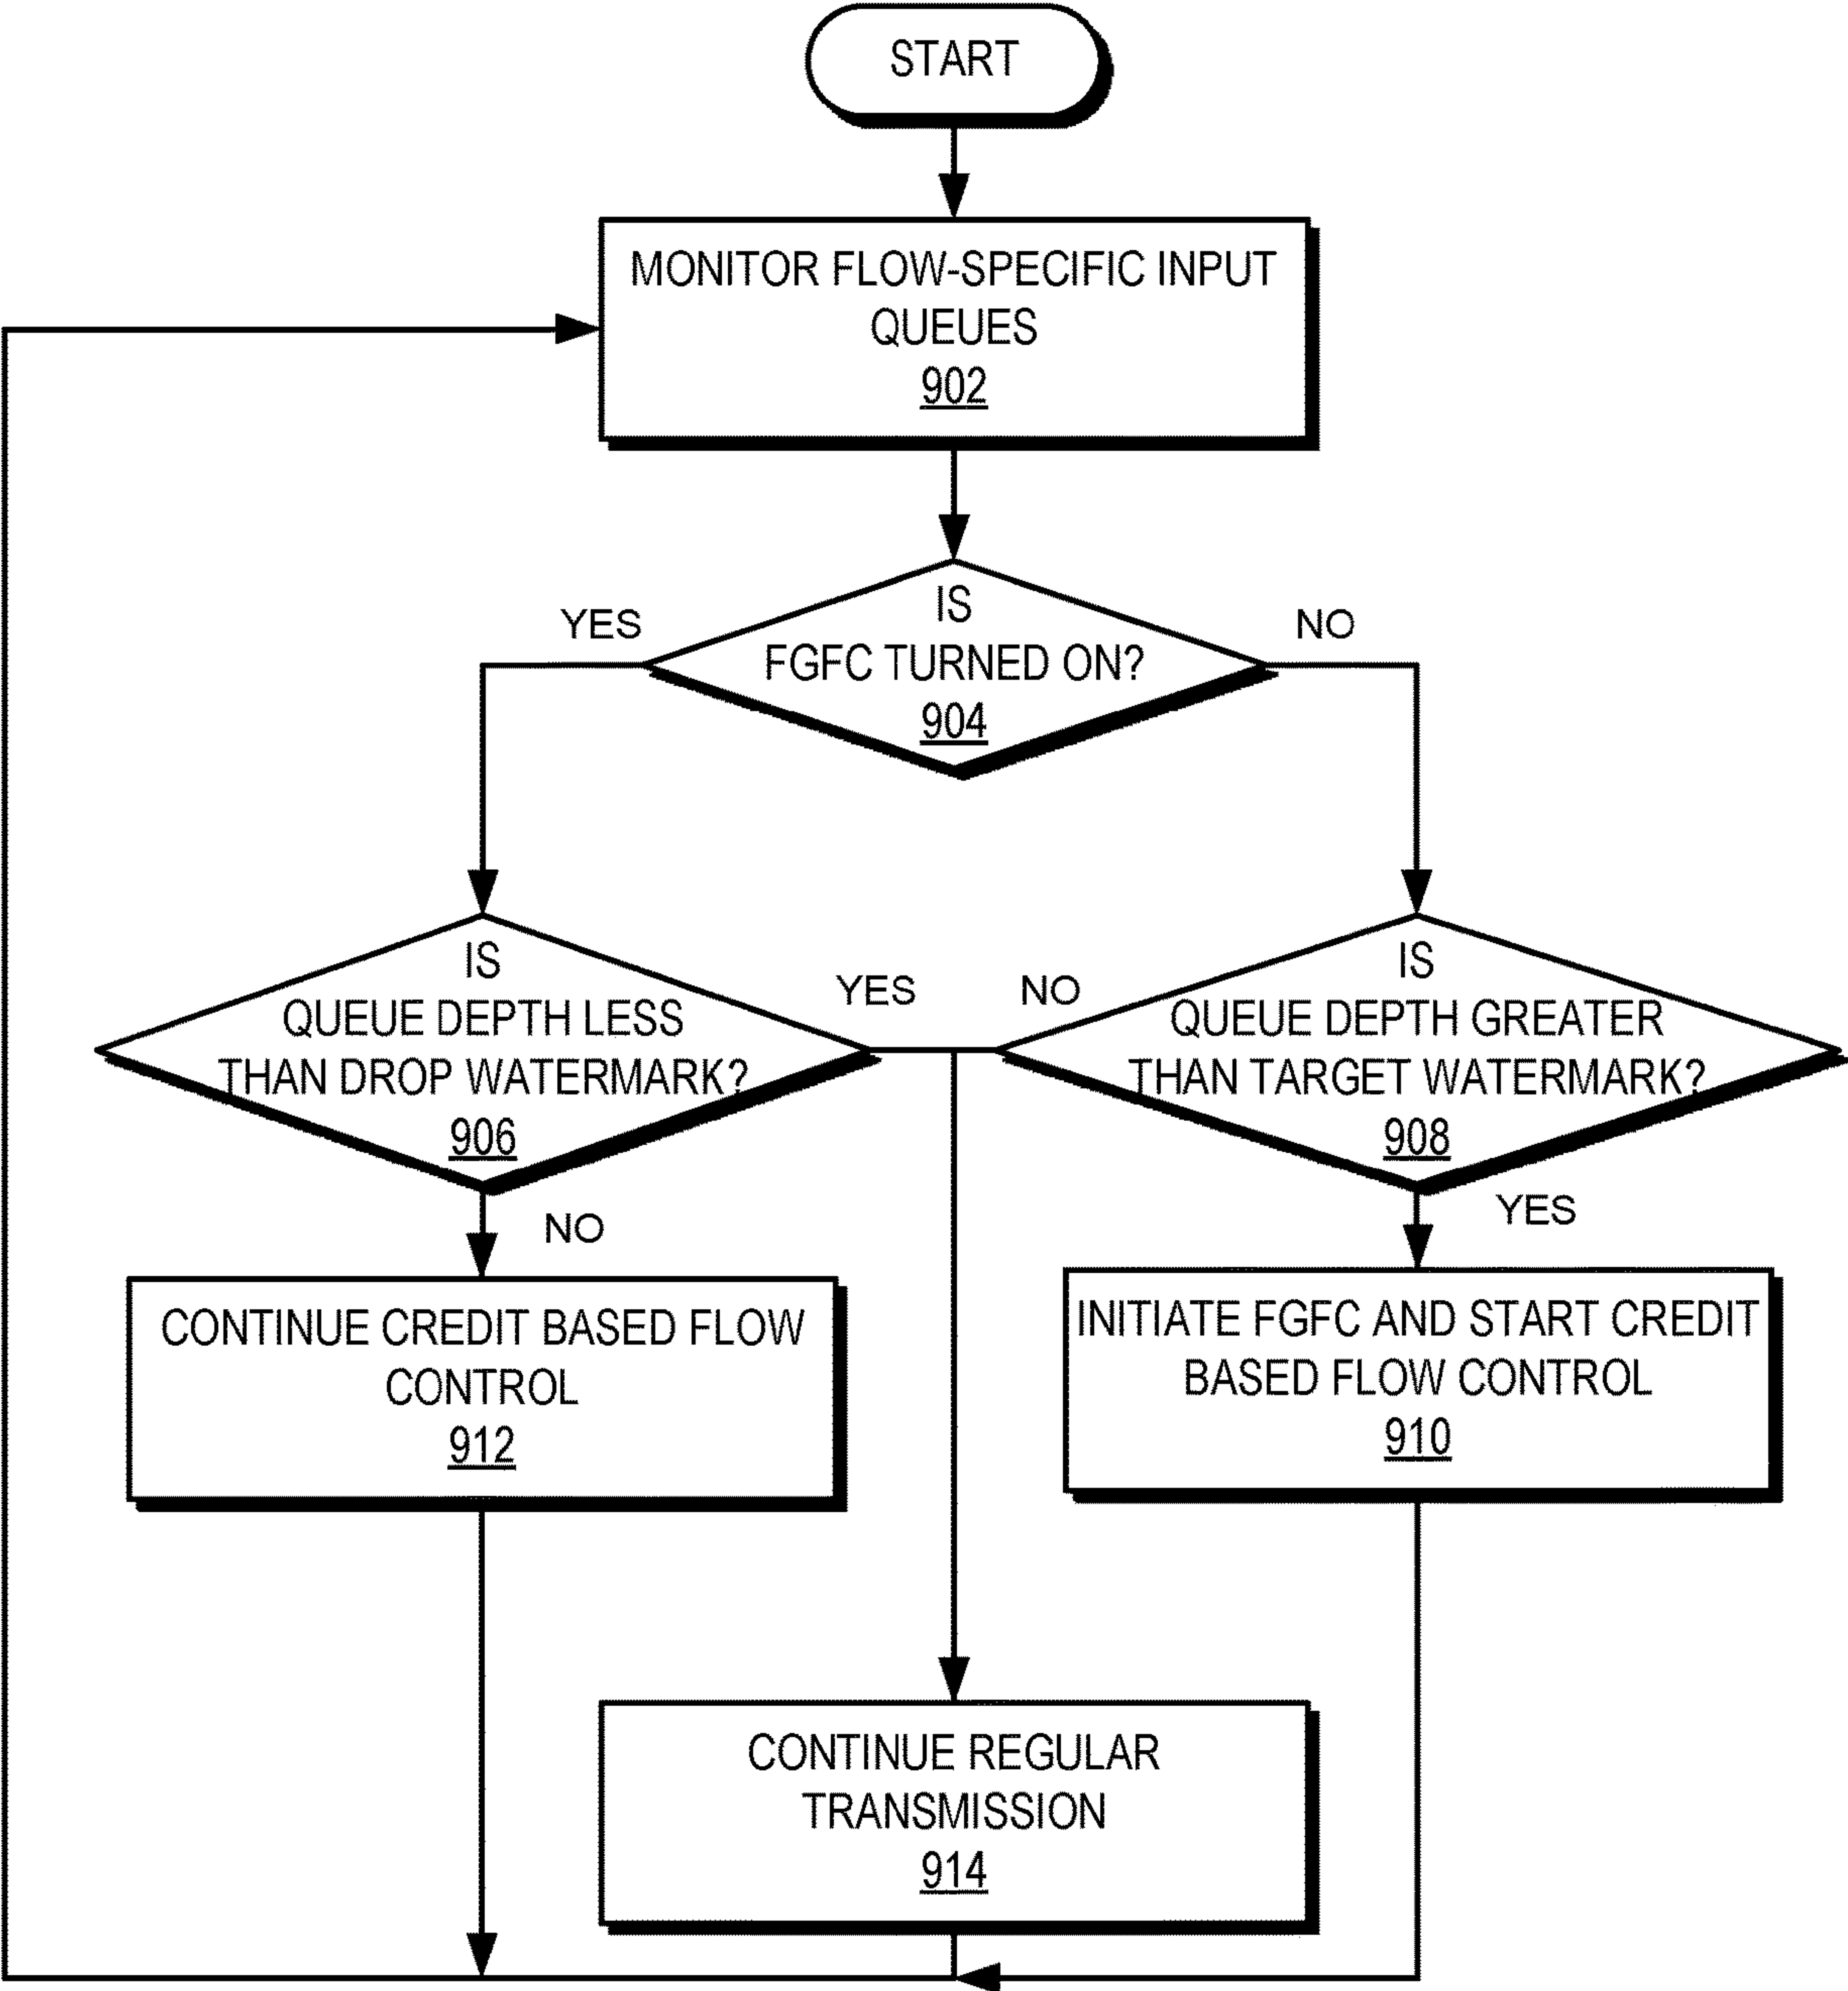 START
MONITOR FLOW-SPECIFIC INPUT
QUEUES
902
IS
FGFC TURNED ON?
904
YES
NO
IS
QUEUE DEPTH LESS
THAN DROP WATERMARK?
906
YES
NO
IS
QUEUE DEPTH GREATER
THAN TARGET WATERMARK?
908
NO
YES
CONTINUE CREDIT BASED FLOW
CONTROL
912
INITIATE FGFC AND START CREDIT
BASED FLOW CONTROL
910
CONTINUE REGULAR
TRANSMISSION
914